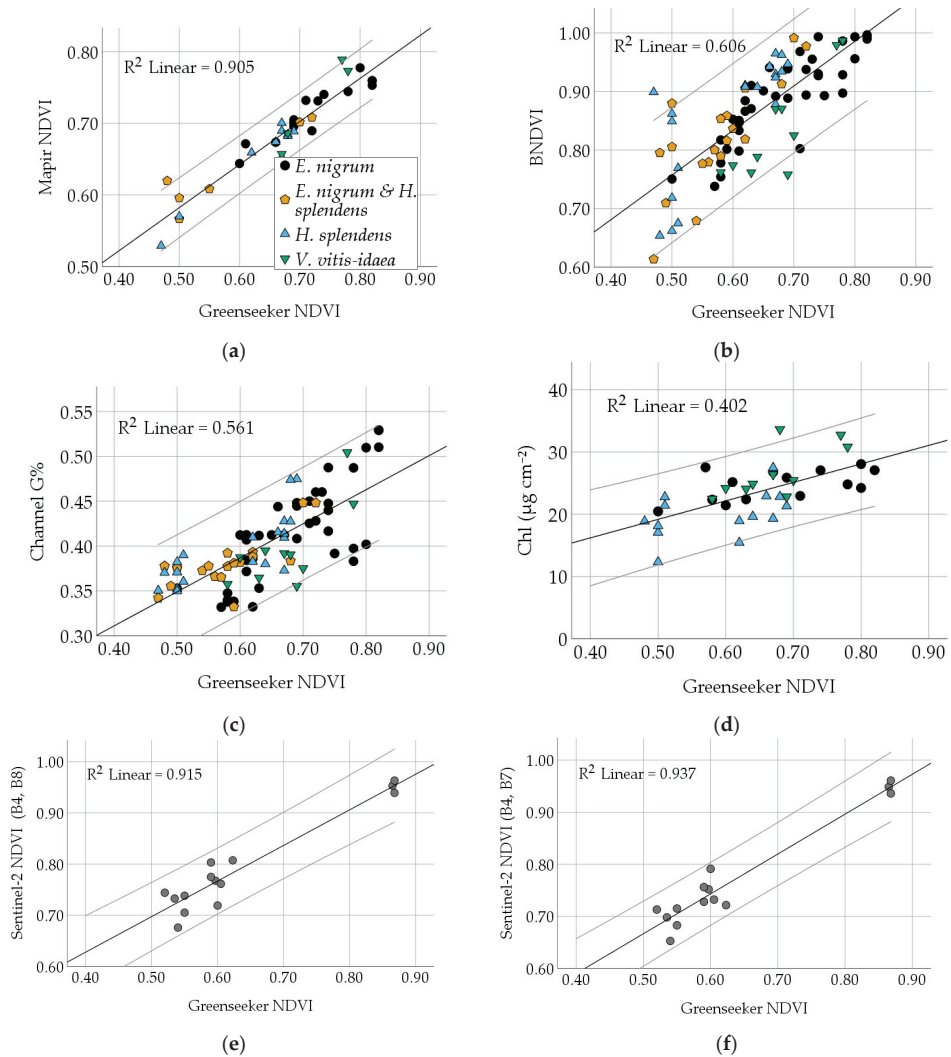 R² Linear = 0.905
Mapir NDVI
0.80
0.70
0.60
0.50
E. nigrum
E. nigrum & H.
splendens
H. splendens
V. vitis-idaea
0.40 0.50 0.60 0.70 0.80 0.90
Greenseeker NDVI
(a)
R² Linear = 0.606
BNDVI
1.00
0.90
0.80
0.70
0.60
0.40 0.50 0.60 0.70 0.80 0.90
Greenseeker NDVI
(b)
R² Linear = 0.561
Channel G%
0.55
0.50
0.45
0.40
0.35
0.30
0.40 0.50 0.60 0.70 0.80 0.90
Greenseeker NDVI
(c)
R² Linear = 0.402
Chl (µg cm⁻²)
40
30
20
10
0
0.40 0.50 0.60 0.70 0.80 0.90
Greenseeker NDVI
(d)
R² Linear = 0.915
Sentinel-2 NDVI (B4, B8)
1.00
0.90
0.80
0.70
0.60
0.40 0.50 0.60 0.70 0.80 0.90
Greenseeker NDVI
(e)
R² Linear = 0.937
Sentinel-2 NDVI (B4, B7)
1.00
0.90
0.80
0.70
0.60
0.40 0.50 0.60 0.70 0.80 0.90
Greenseeker NDVI
(f)